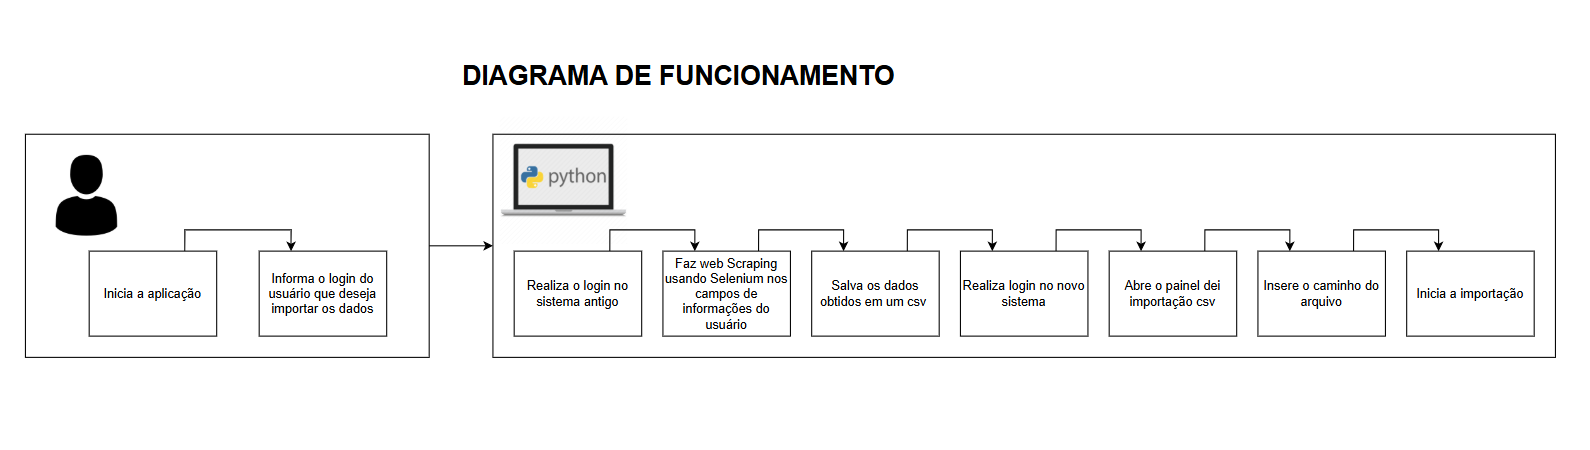 DIAGRAMA DE FUNCIONAMENTO
python
Inicia a aplicação
Informa o login do
usuário que deseja
importar os dados
Realiza o login no
sistema antigo
Faz web Scraping
usando Selenium nos
campos de
informações do
usuário
Salva os dados
obtidos em um csv
Realiza login no novo
sistema
Abre o painel dei
importação csv
Insere o caminho do
arquivo
Inicia a importação